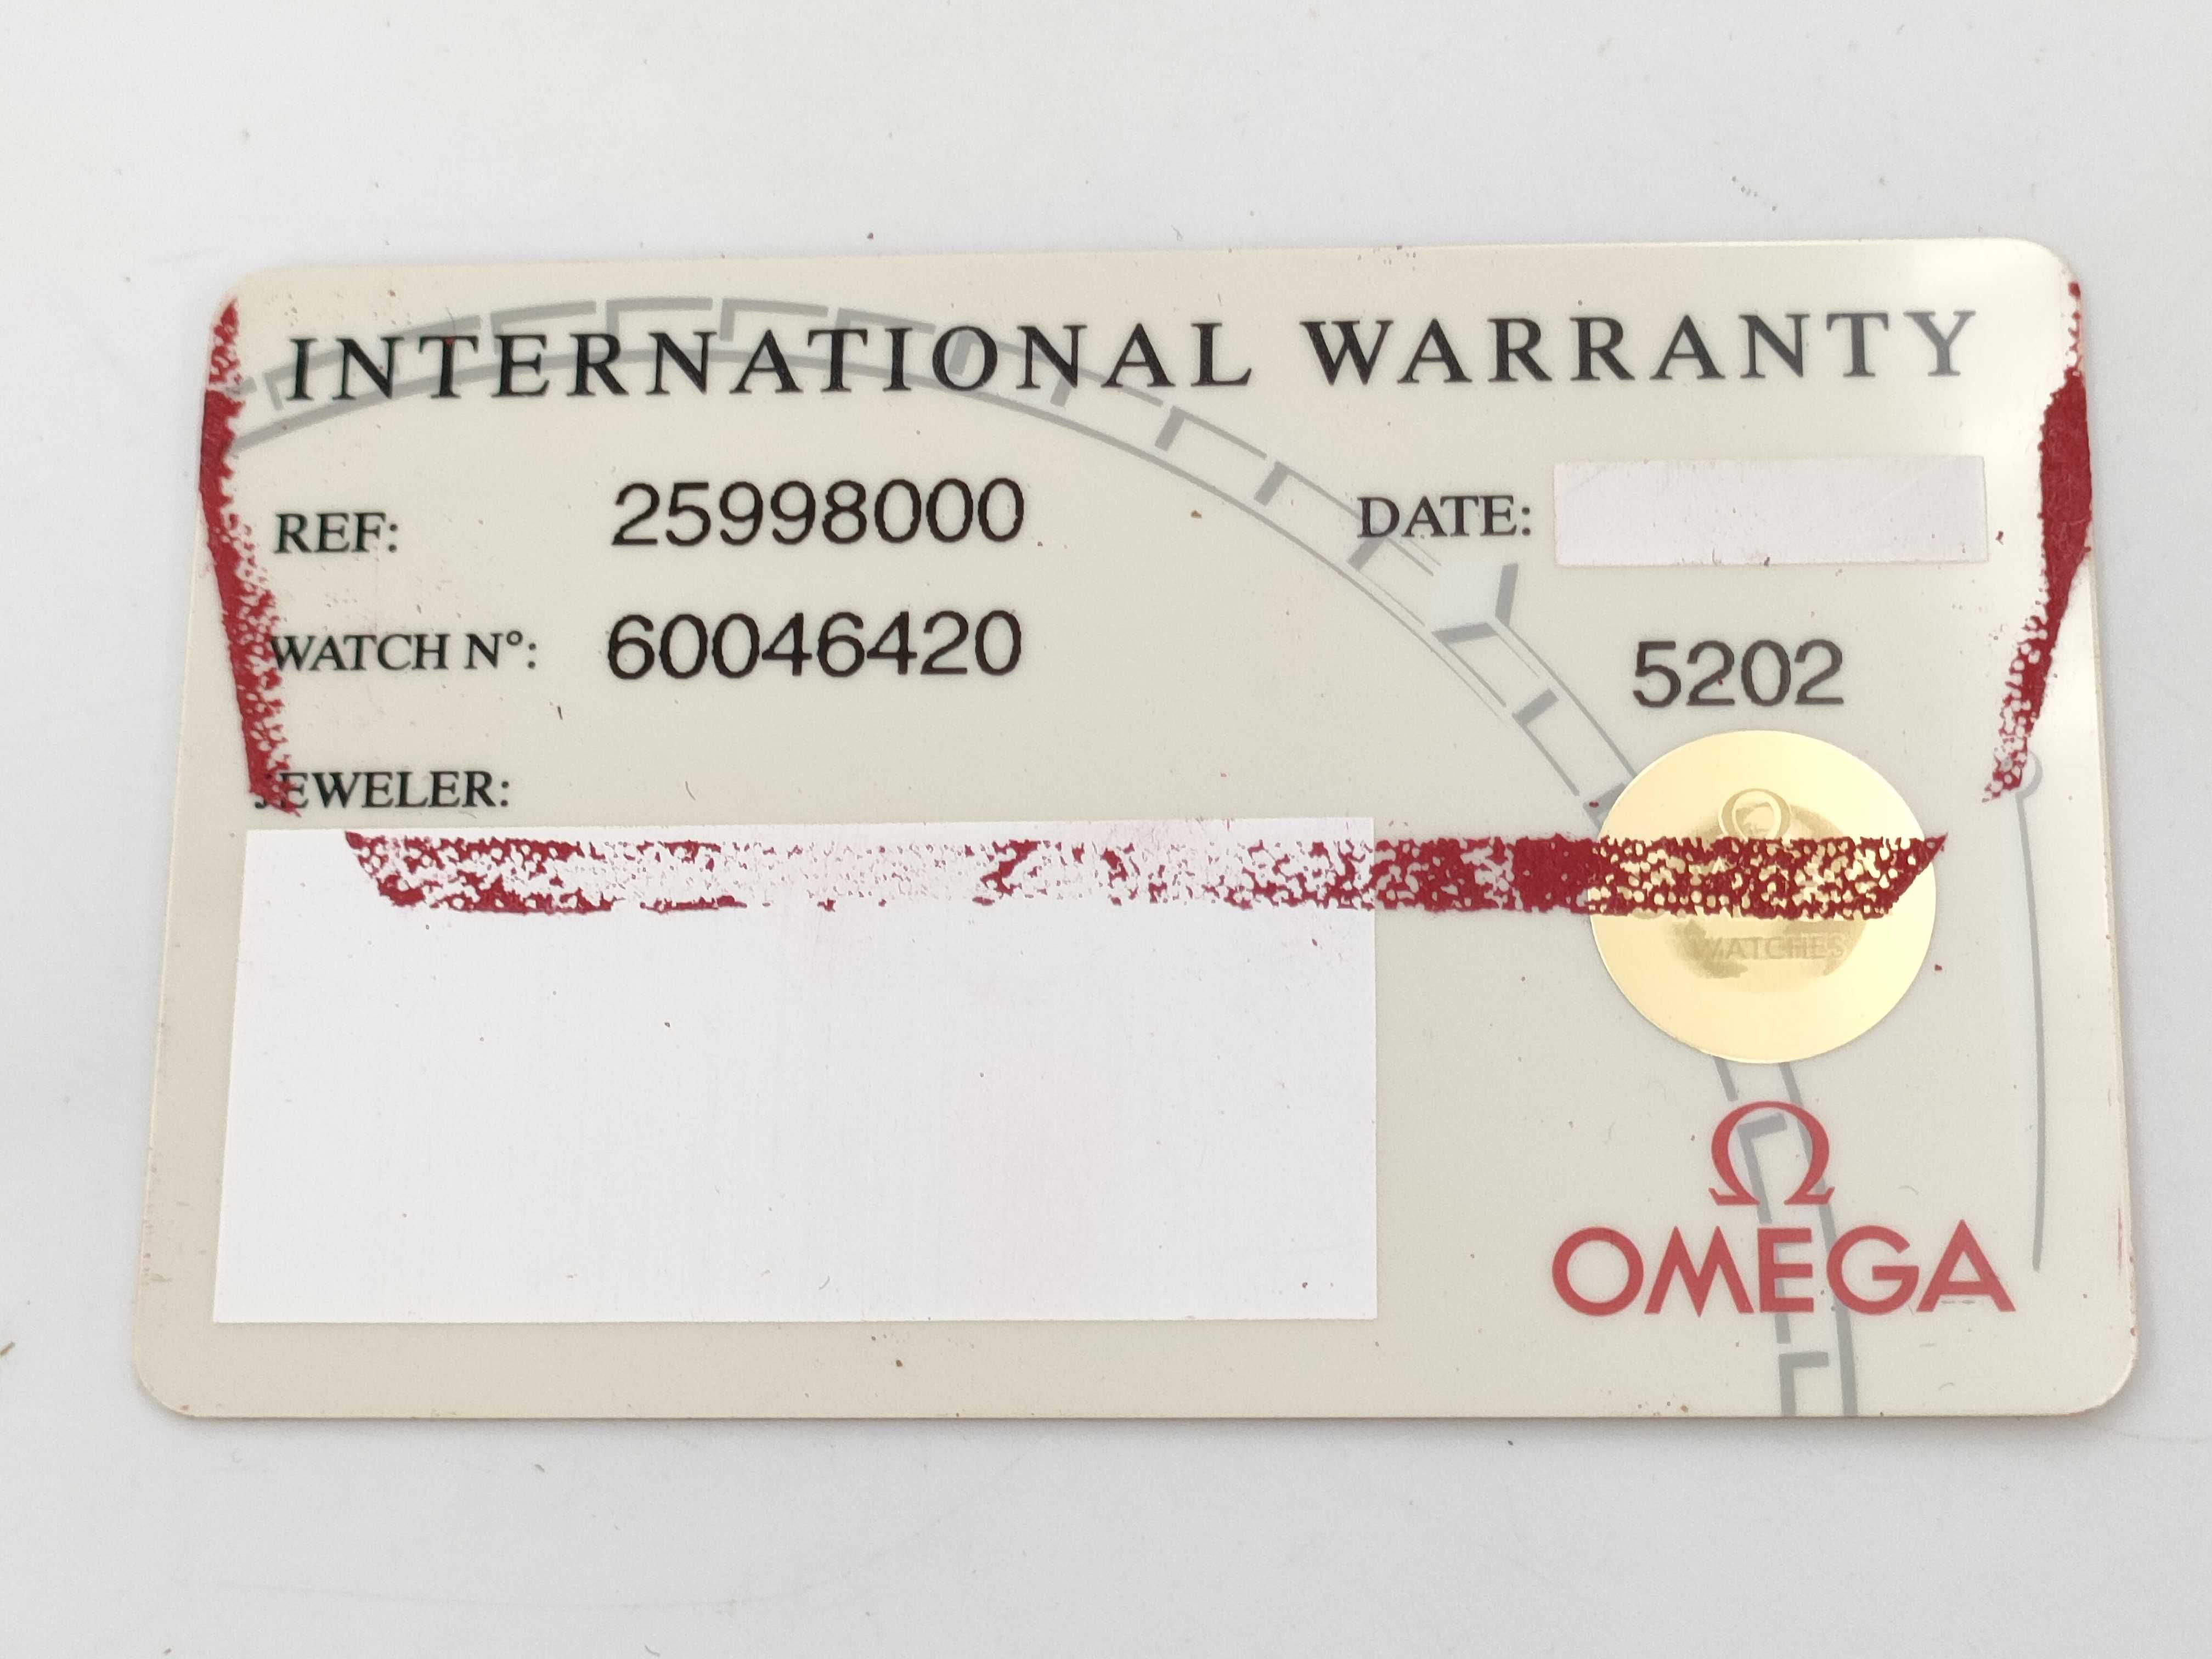 INTERNATIONAL WARRANTY
REF: 25998000
DATE:
WATCH N°: 60046420
5202
JEWELER:
Ω
WATCHES
Ω
OMEGA